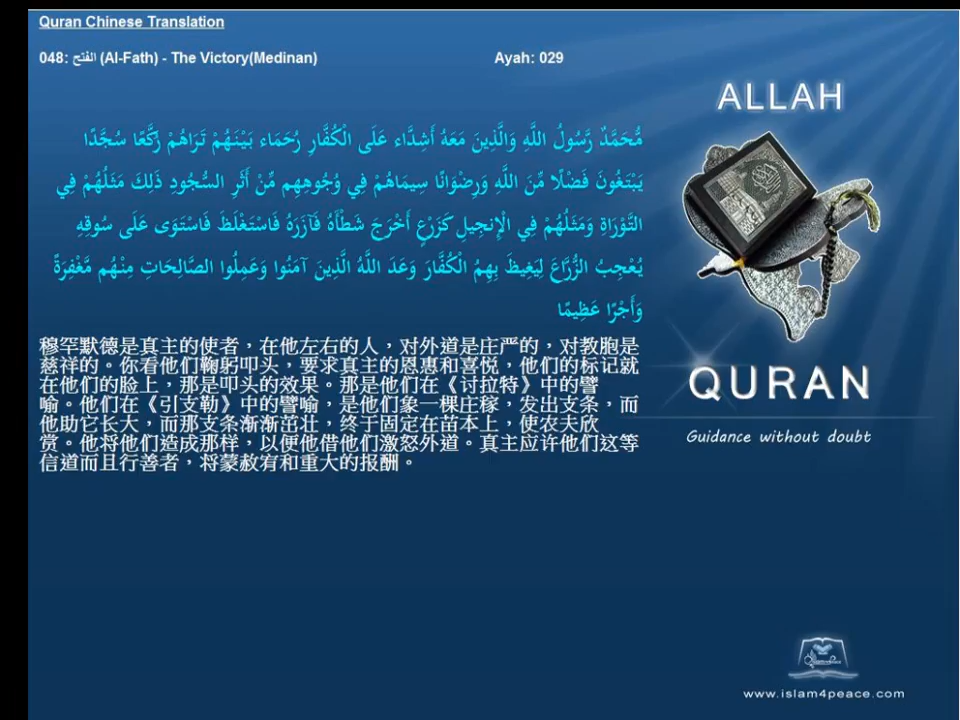 Quran Chinese Translation
048: الفتح (Al-Fath) - The Victory(Medinan)
Ayah: 029
مُّحَمَّدٌ رَّسُولُ اللَّهِ وَالَّذِينَ مَعَهُ أَشِدَّاء عَلَى الْكُفَّارِ رُحَمَاء بَيْنَهُمْ تَرَاهُمْ رُكَّعًا سُجَّدًا
يَبْتَغُونَ فَضْلًا مِّنَ اللَّهِ وَرِضْوَانًا سِيمَاهُمْ فِي وُجُوهِهِم مِّنْ أَثَرِ السُّجُودِ ذَلِكَ مَثَلُهُمْ فِي
التَّوْرَاةِ وَمَثَلُهُمْ فِي الْإِنجِيلِ كَزَرْعٍ أَخْرَجَ شَطْأَهُ فَآزَرَهُ فَاسْتَغْلَظَ فَاسْتَوَى عَلَى سُوقِهِ
يُعْجِبُ الزُّرَّاعَ لِيَغِيظَ بِهِمُ الْكُفَّارَ وَعَدَ اللَّهُ الَّذِينَ آمَنُوا وَعَمِلُوا الصَّالِحَاتِ مِنْهُم مَّغْفِرَةً
وَأَجْرًا عَظِيمًا
穆罕默德是真主的使者，在他左右的人，对外道是庄严的，对教胞是
慈祥的。你看他们鞠躬叩头，要求真主的恩惠和喜悦，他们的标记就
在他们的脸上，那是叩头的效果。那是他们在《讨拉特》中的譬
喻。他们在《引支勒》中的譬喻，是他们象一棵庄稼，发出支条，而
他助它长大，而那支条渐渐茁壮，终于固定在苗本上，使农夫欣
赏。他将他们造成那样，以便他借他们激怒外道。真主应许他们这等
信道而且行善者，将蒙赦宥和重大的报酬。
ALLAH
QURAN
Guidance without doubt
www.islam4peace.com